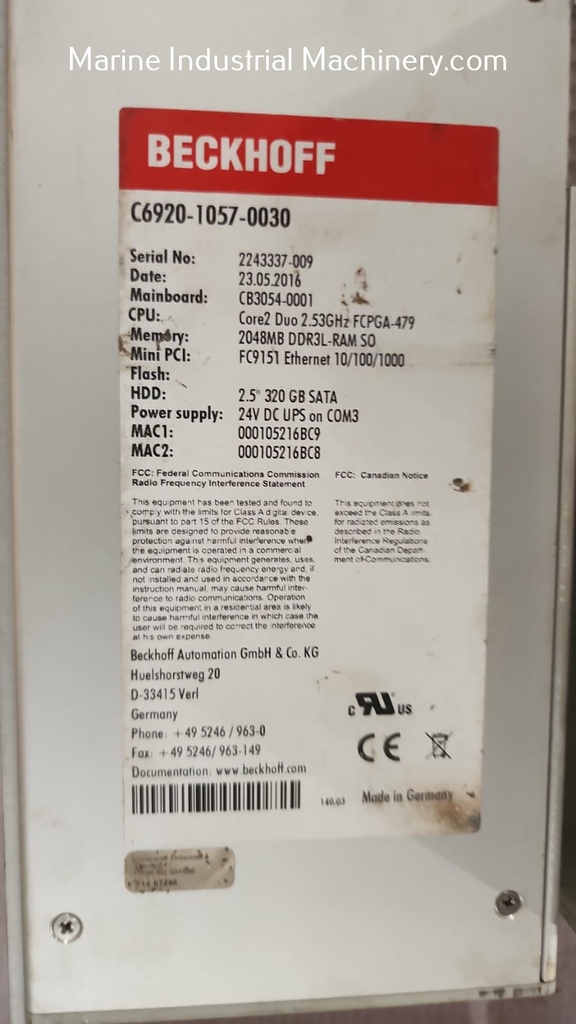 Marine Industrial Machinery.com
BECKHOFF
C6920-1057-0030
Serial No: 2243337-009
Date: 23.05.2016
Mainboard: CB3054-0001
CPU: Core2 Duo 2.53GHz FCPGA-479
Memory: 2048MB DDR3L-RAM SO
Mini PCI: FC9151 Ethernet 10/100/1000
Flash:
HDD: 2.5" 320 GB SATA
Power supply: 24V DC UPS on COM3
MAC1: 000105216BC9
MAC2: 000105216BC8
FCC: Federal Communications Commission
Radio Frequency Interference Statement
This equipment has been tested and found to
comply with the limits for Class A digital device,
pursuant to part 15 of the FCC Rules. These
limits are designed to provide reasonable
protection against harmful interference when
the equipment is operated in a commercial
environment. This equipment generates, uses,
and can radiate radio frequency energy and, if
not installed and used in accordance with the
instruction manual, may cause harmful inter-
ference to radio communications. Operation
of this equipment in a residential area is likely
to cause harmful interference in which case the
user will be required to correct the interference
at his own expense.
FCC: Canadian Notice
This equipment does not
exceed the Class A limits
for radiated emissions as
described in the Radio
Interference Regulations
of the Canadian Depart-
ment of Communications.
Beckhoff Automation GmbH & Co. KG
Huelshorstweg 20
D-33415 Verl
Germany
Phone: +49 5246/963-0
Fax: +49 5246/963-149
Documentation: www.beckhoff.com
c RU US
CE
140.03 Made in Germany